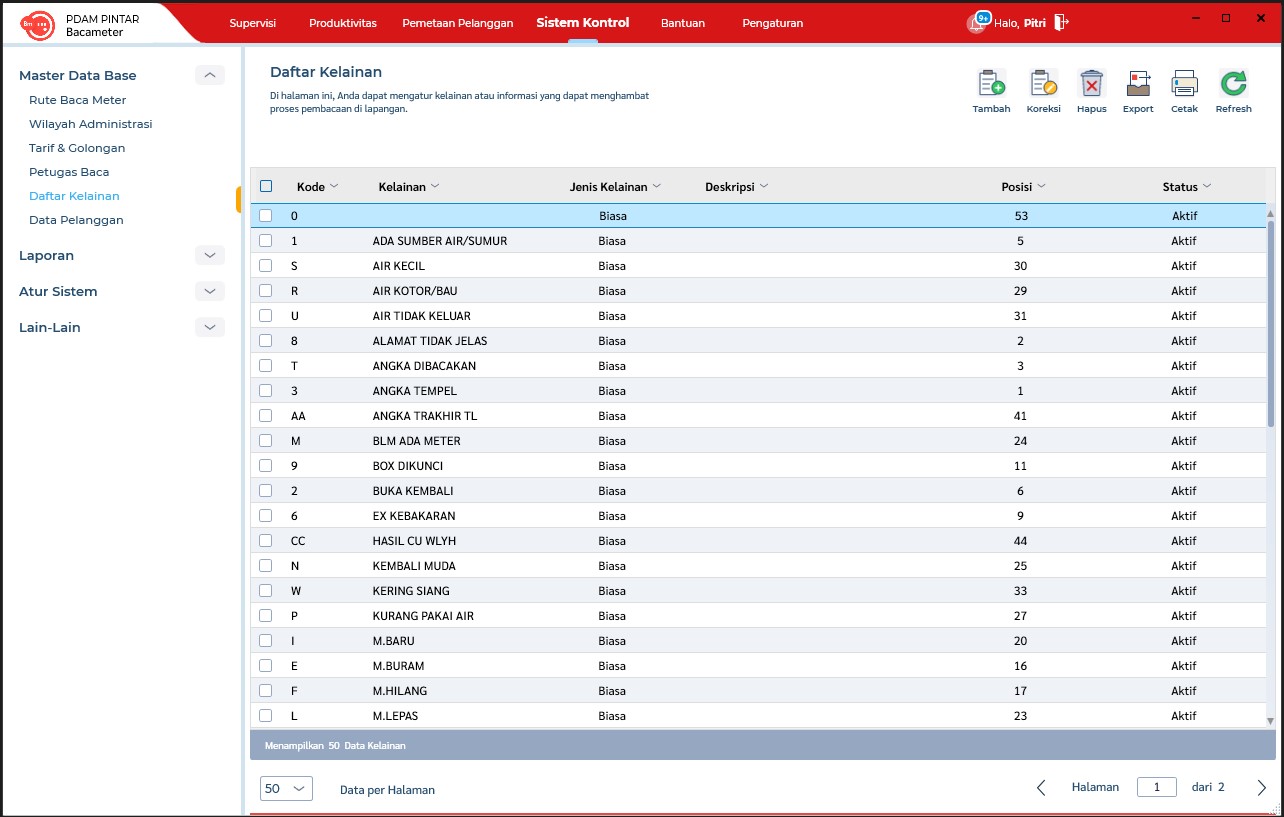 PDAM PINTAR
Bacameter
Supervisi Produktivitas Pemetaan Pelanggan Sistem Kontrol Bantuan Pengaturan 9+ Halo, Pitri
Master Data Base
Rute Baca Meter
Wilayah Administrasi
Tarif & Golongan
Petugas Baca
Daftar Kelainan
Data Pelanggan
Laporan
Atur Sistem
Lain-Lain
Daftar Kelainan
Di halaman ini, Anda dapat mengatur kelainan atau informasi yang dapat menghambat
proses pembacaan di lapangan.
Tambah Koreksi Hapus Export Cetak Refresh
Kode Kelainan Jenis Kelainan Deskripsi Posisi Status
0 Biasa 53 Aktif
1 ADA SUMBER AIR/SUMUR Biasa 5 Aktif
S AIR KECIL Biasa 30 Aktif
R AIR KOTOR/BAU Biasa 29 Aktif
U AIR TIDAK KELUAR Biasa 31 Aktif
8 ALAMAT TIDAK JELAS Biasa 2 Aktif
T ANGKA DIBACAKAN Biasa 3 Aktif
3 ANGKA TEMPEL Biasa 1 Aktif
AA ANGKA TRAKHIR TL Biasa 41 Aktif
M BLM ADA METER Biasa 24 Aktif
9 BOX DIKUNCI Biasa 11 Aktif
2 BUKA KEMBALI Biasa 6 Aktif
6 EX KEBAKARAN Biasa 9 Aktif
CC HASIL CU WLYH Biasa 44 Aktif
N KEMBALI MUDA Biasa 25 Aktif
W KERING SIANG Biasa 33 Aktif
P KURANG PAKAI AIR Biasa 27 Aktif
I M.BARU Biasa 20 Aktif
E M.BURAM Biasa 16 Aktif
F M.HILANG Biasa 17 Aktif
L M.LEPAS Biasa 23 Aktif
Menampilkan 50 Data Kelainan
50 Data per Halaman Halaman 1 dari 2